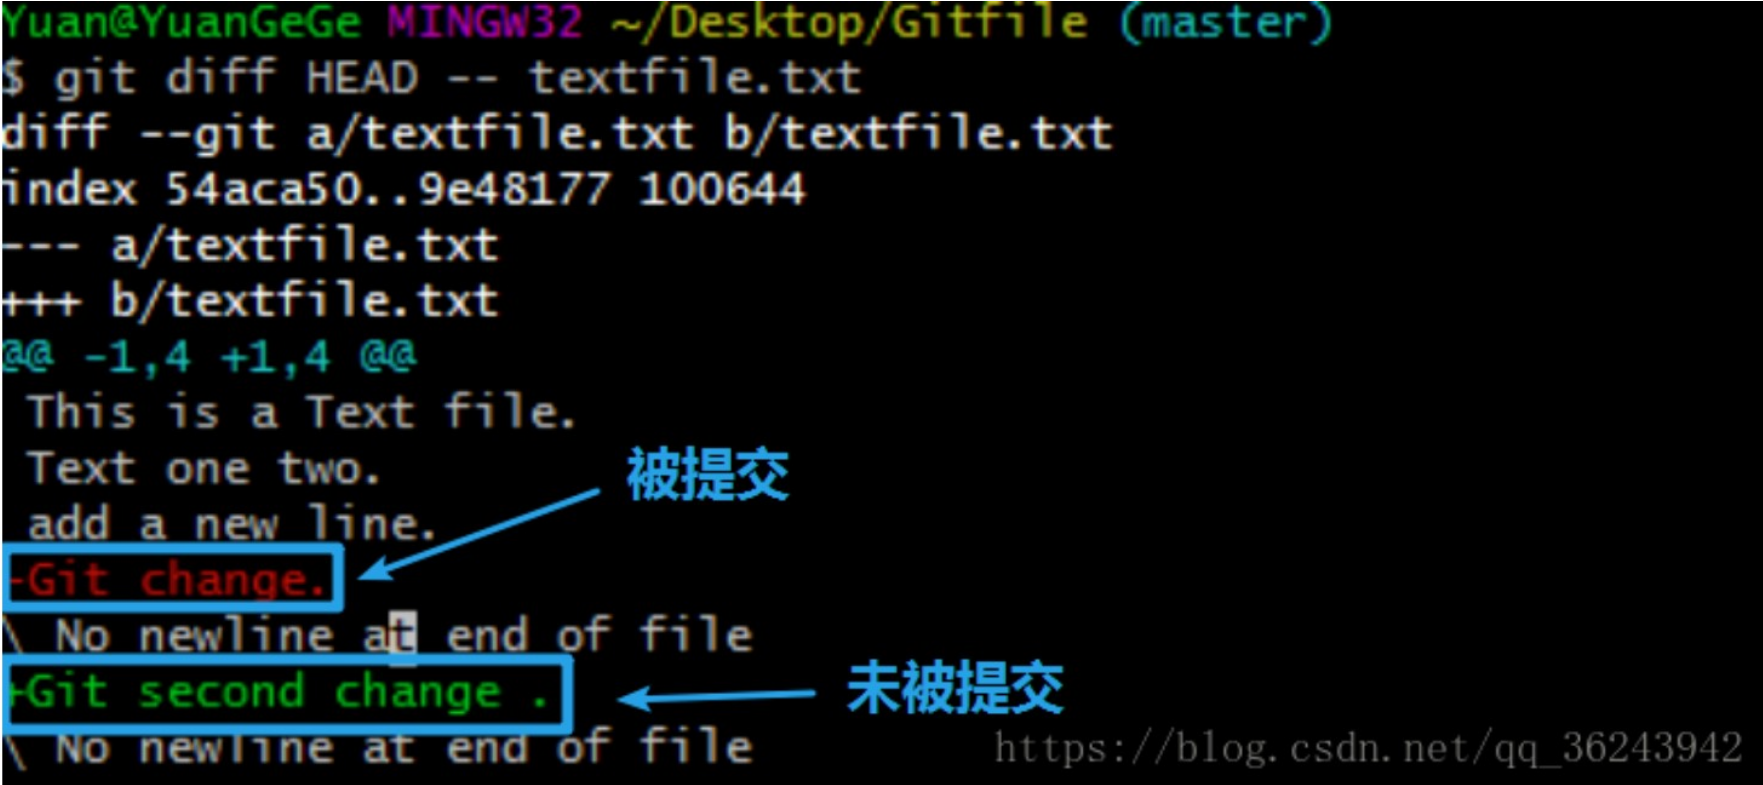 Yuan@YuanGeGe MINGW32 ~/Desktop/Gitfile (master)
$ git diff HEAD -- textfile.txt
diff --git a/textfile.txt b/textfile.txt
index 54aca50..9e48177 100644
--- a/textfile.txt
+++ b/textfile.txt
@@ -1,4 +1,4 @@
 This is a Text file.
 Text one two.
被提交
 add a new line.
-Git change.
\ No newline at end of file
+Git second change .
未被提交
\ No newline at end of file
https://blog.csdn.net/qq_36243942